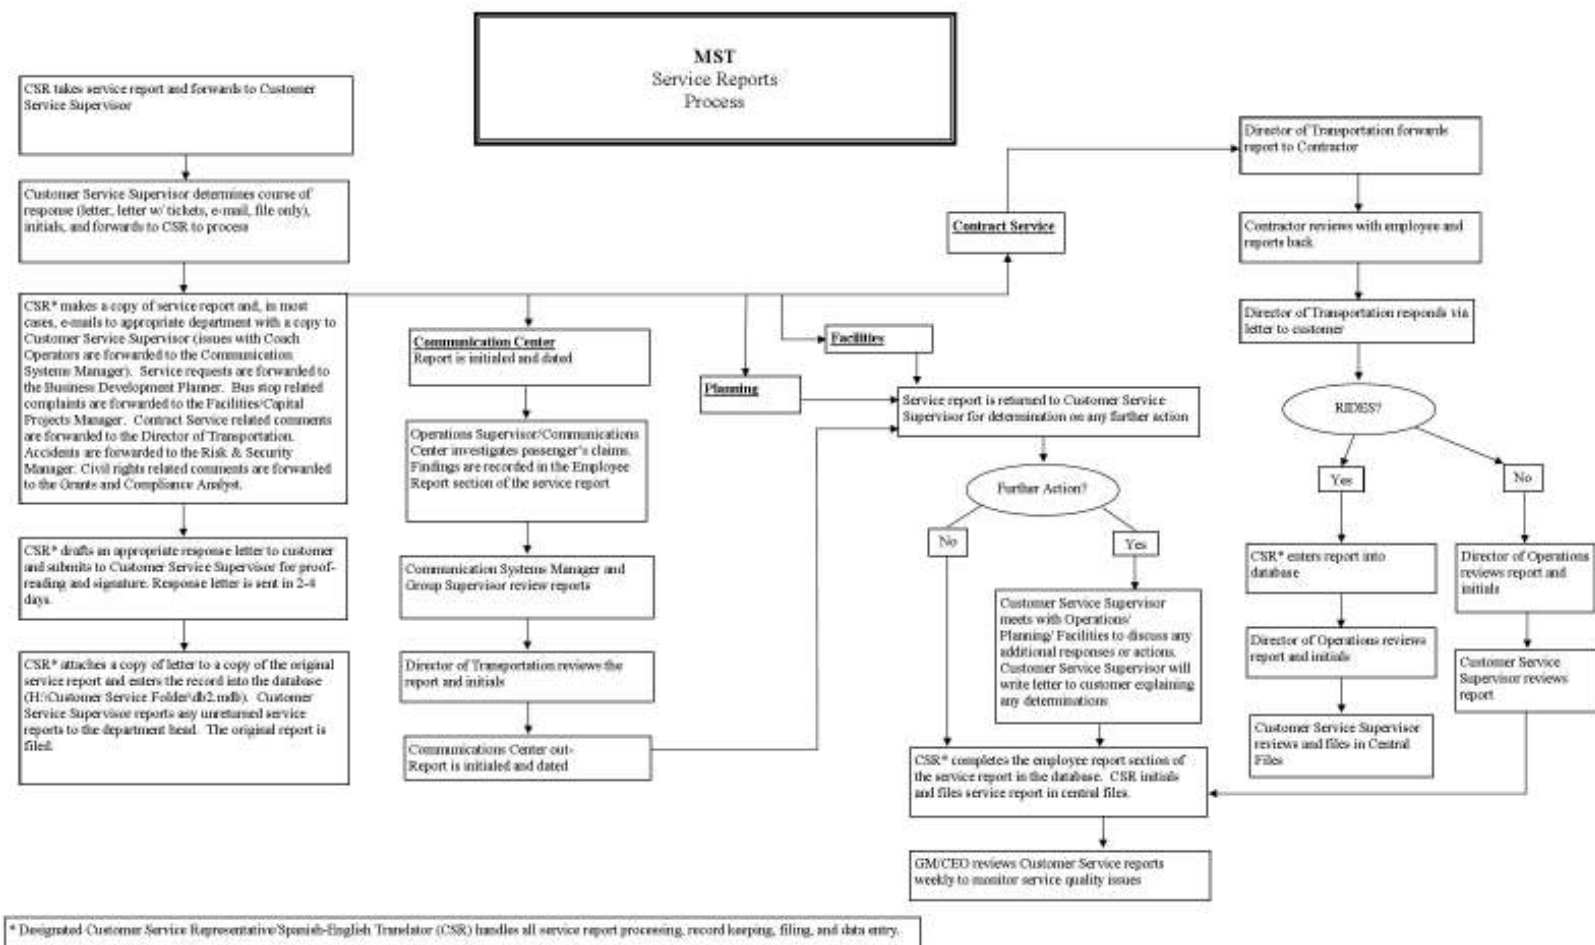 MST
Service Reports
Process
CSR takes service report and forwards to Customer
Service Supervisor
Customer Service Supervisor determines course of
response (letter, letter w/ tickets, e-mail, file only),
initials, and forwards to CSR to process
CSR* makes a copy of service report and, in most
cases, e-mails to appropriate department with a copy to
Customer Service Supervisor (issues with Coach
Operators are forwarded to the Communication
Systems Manager). Service requests are forwarded to
the Business Development Planner. Bus stop related
complaints are forwarded to the Facilities/Capital
Projects Manager. Contract Service related comments
are forwarded to the Director of Transportation.
Accidents are forwarded to the Risk & Security
Manager. Civil rights related comments are forwarded
to the Grants and Compliance Analyst.
CSR* drafts an appropriate response letter to customer
and submits to Customer Service Supervisor for proof-
reading and signature. Response letter is sent in 2-4
days.
CSR* attaches a copy of letter to a copy of the original
service report and enters the record into the database
(H:\Customer Service Folder\db2.mdb). Customer
Service Supervisor reports any unreturned service
reports to the department head. The original report is
filed.
Communication Center
Report is initialed and dated
Operations Supervisor/Communications
Center investigates passenger's claims.
Findings are recorded in the Employee
Report section of the service report
Communication Systems Manager and
Group Supervisor review reports
Director of Transportation reviews the
report and initials
Communications Center out-
Report is initialed and dated
Planning
Facilities
Contract Service
Service report is returned to Customer Service
Supervisor for determination on any further action
Further Action?
No
Yes
Customer Service Supervisor
meets with Operations/
Planning/ Facilities to discuss any
additional responses or actions.
Customer Service Supervisor will
write letter to customer explaining
any determinations
CSR* completes the employee report section of
the service report in the database. CSR initials
and files service report in central files.
GM/CEO reviews Customer Service reports
weekly to monitor service quality issues
Director of Transportation forwards
report to Contractor
Contractor reviews with employee and
reports back
Director of Transportation responds via
letter to customer
RIDES?
Yes
No
CSR* enters report into
database
Director of Operations reviews
report and initials
Customer Service Supervisor
reviews and files in Central
Files
Director of Operations
reviews report and
initials
Customer Service
Supervisor reviews
report
* Designated Customer Service Representative/Spanish-English Translator (CSR) handles all service report processing, record keeping, filing, and data entry.